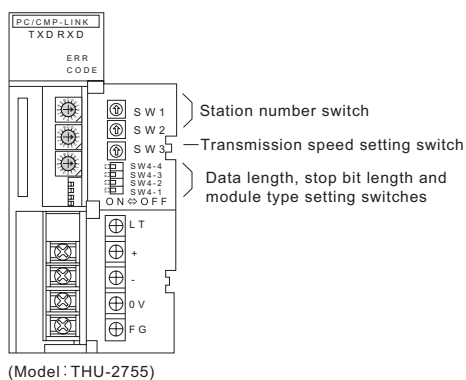 PC/CMP-LINK
TXD RXD
ERR
CODE
SW1
SW2
SW3
SW4-4
SW4-3
SW4-2
SW4-1
ON⇔OFF
LT
+
-
0V
FG
Station number switch
Transmission speed setting switch
Data length, stop bit length and
module type setting switches
(Model:THU-2755)